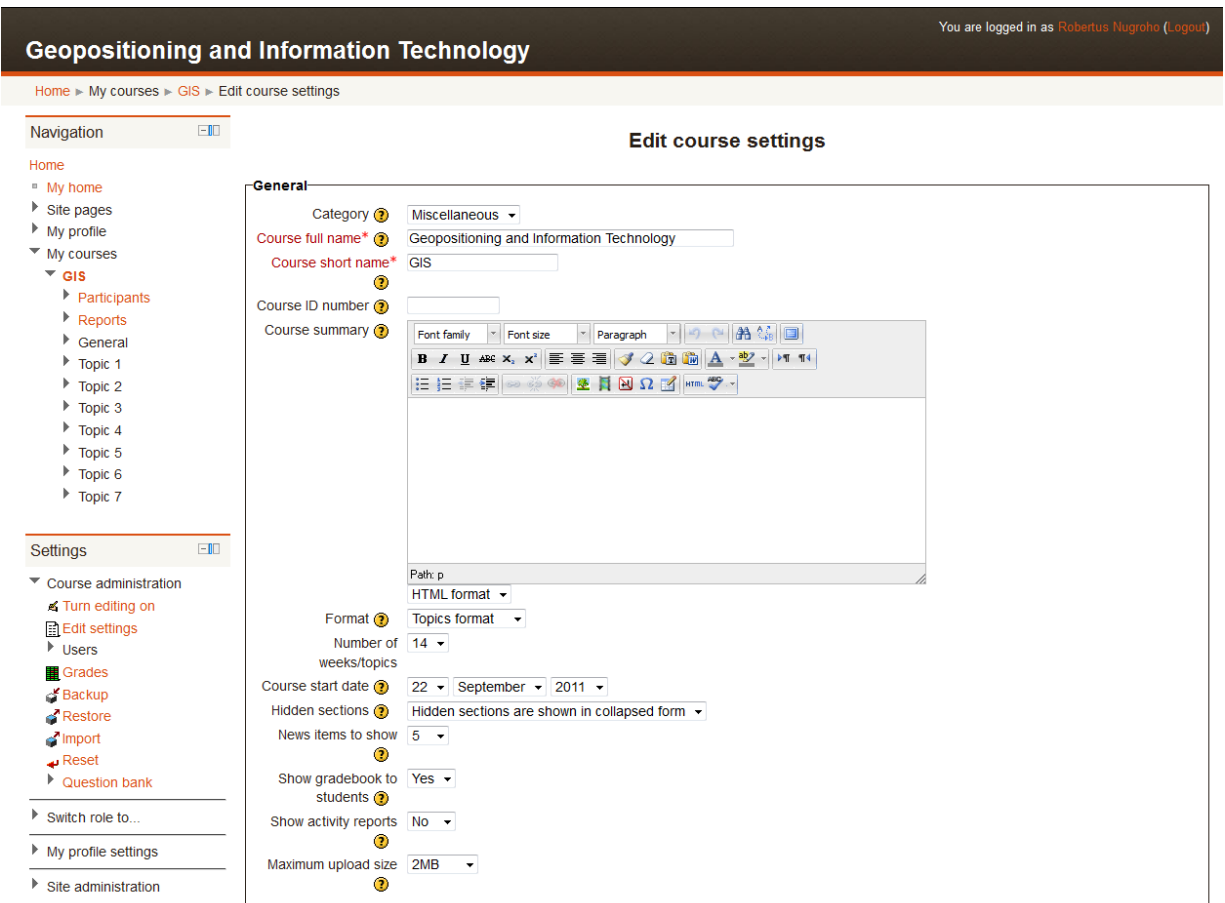 You are logged in as Robertus Nugroho (Logout)
Geopositioning and Information Technology
Home ► My courses ► GIS ► Edit course settings
Navigation
Home
My home
Site pages
My profile
My courses
GIS
Participants
Reports
General
Topic 1
Topic 2
Topic 3
Topic 4
Topic 5
Topic 6
Topic 7
Settings
Course administration
Turn editing on
Edit settings
Users
Grades
Backup
Restore
Import
Reset
Question bank
Switch role to...
My profile settings
Site administration
Edit course settings
General
Category Miscellaneous
Course full name* Geopositioning and Information Technology
Course short name* GIS
Course ID number
Course summary
Font family Font size Paragraph
B I U ABC x₂ x²
HTML
Path: p
HTML format
Format Topics format
Number of 14
weeks/topics
Course start date 22 September 2011
Hidden sections Hidden sections are shown in collapsed form
News items to show 5
Show gradebook to Yes
students
Show activity reports No
Maximum upload size 2MB